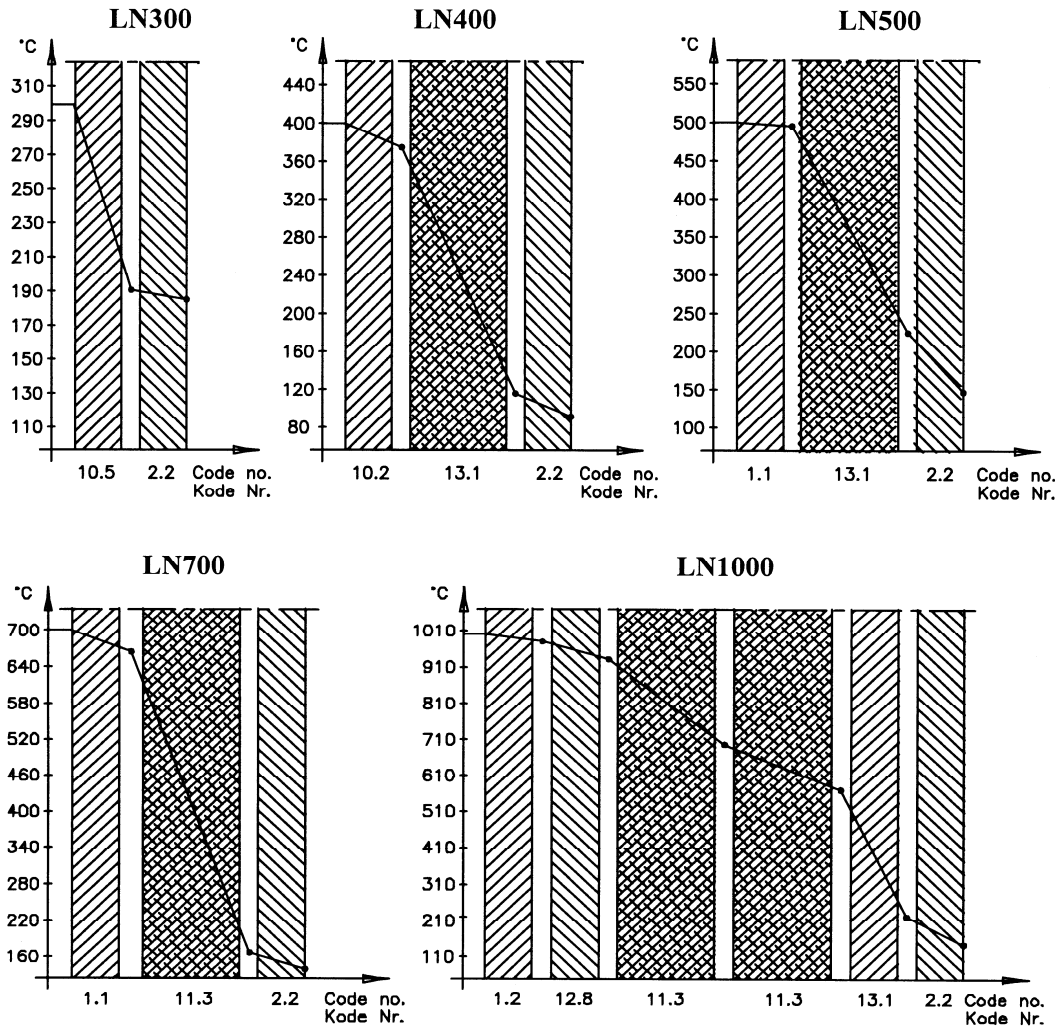 LN300
°C
310
290
270
250
230
210
190
170
150
130
110
10.5 2.2 Code no.
Kode Nr.
LN400
°C
440
400
360
320
280
240
200
160
120
80
10.2 13.1 2.2 Code no.
Kode Nr.
LN500
°C
550
500
450
400
350
300
250
200
150
100
1.1 13.1 2.2 Code no.
Kode Nr.
LN700
°C
700
640
580
520
460
400
340
280
220
160
1.1 11.3 2.2 Code no.
Kode Nr.
LN1000
°C
1010
910
810
710
610
510
410
310
210
110
1.2 12.8 11.3 11.3 13.1 2.2 Code no.
Kode Nr.